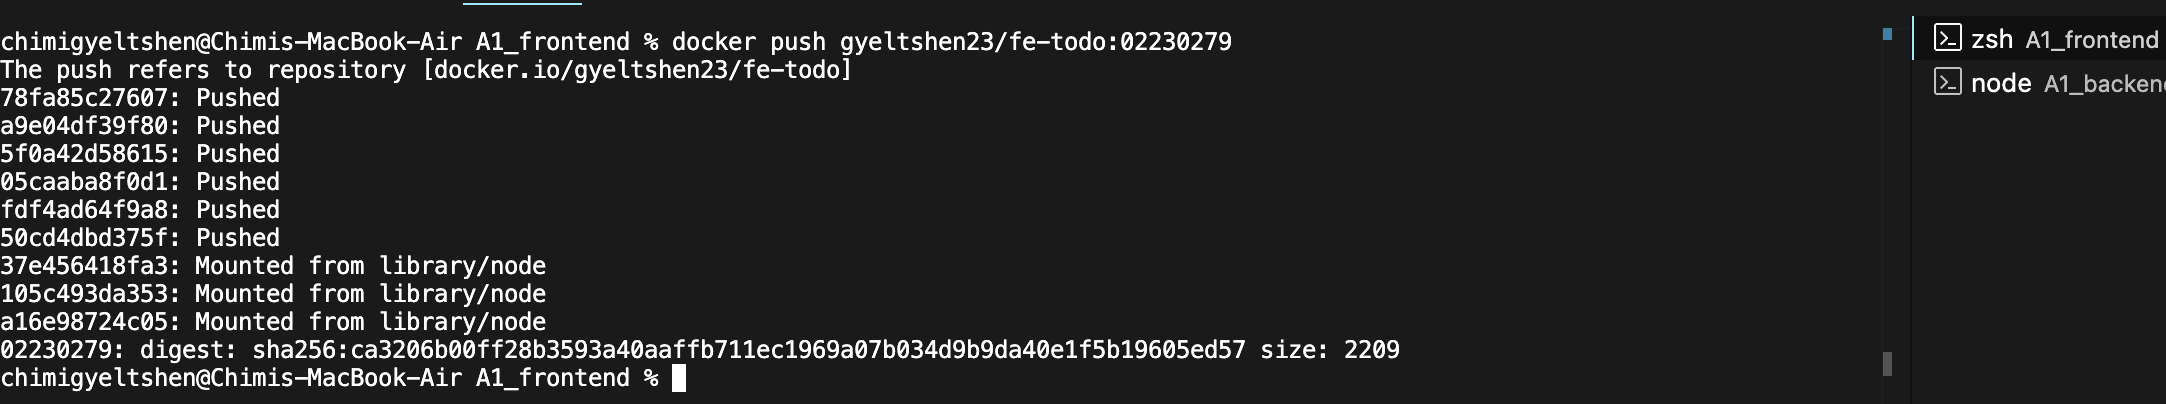 chimigyeltshen@Chimis-MacBook-Air A1_frontend % docker push gyeltshen23/fe-todo:02230279
The push refers to repository [docker.io/gyeltshen23/fe-todo]
78fa85c27607: Pushed
a9e04df39f80: Pushed
5f0a42d58615: Pushed
05caaba8f0d1: Pushed
fdf4ad64f9a8: Pushed
50cd4dbd375f: Pushed
37e456418fa3: Mounted from library/node
105c493da353: Mounted from library/node
a16e98724c05: Mounted from library/node
02230279: digest: sha256:ca3206b00ff28b3593a40aaffb711ec1969a07b034d9b9da40e1f5b19605ed57 size: 2209
chimigyeltshen@Chimis-MacBook-Air A1_frontend %
zsh A1_frontend
node A1_backen